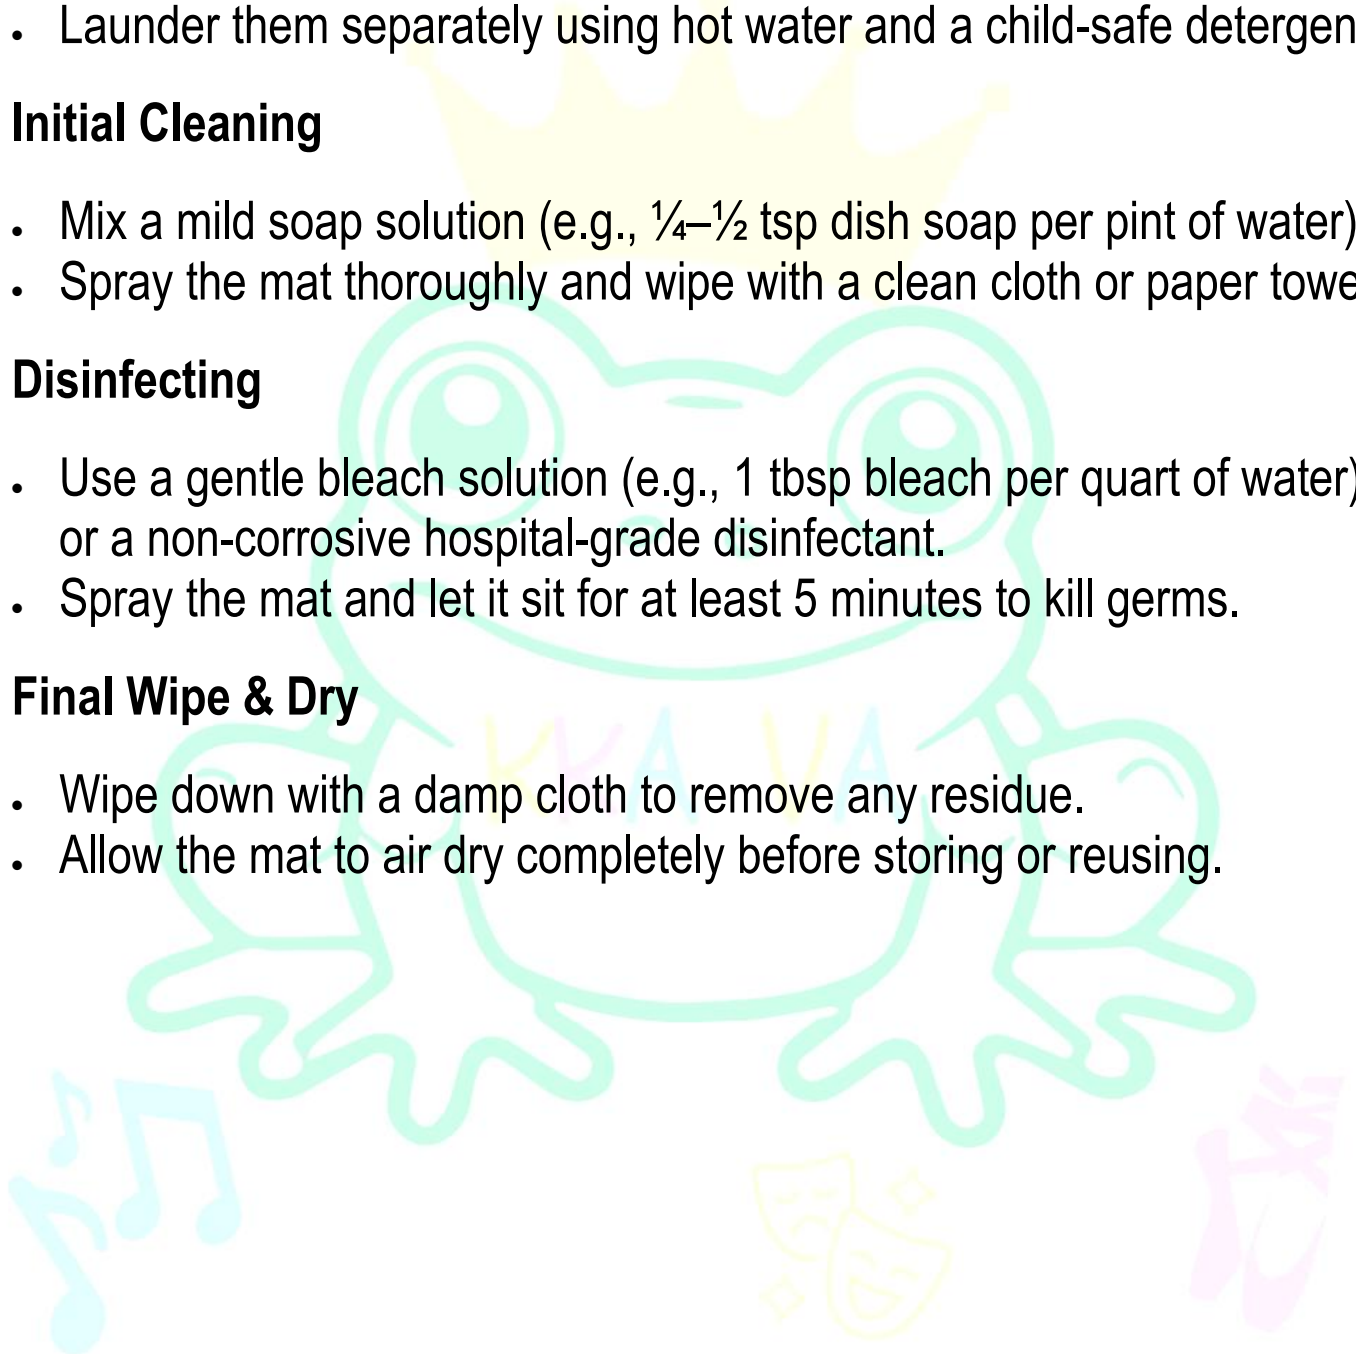 • Launder them separately using hot water and a child-safe detergen
Initial Cleaning
• Mix a mild soap solution (e.g., ¼–½ tsp dish soap per pint of water)
• Spray the mat thoroughly and wipe with a clean cloth or paper towe
Disinfecting
• Use a gentle bleach solution (e.g., 1 tbsp bleach per quart of water)
or a non-corrosive hospital-grade disinfectant.
• Spray the mat and let it sit for at least 5 minutes to kill germs.
Final Wipe & Dry
KYA VA
• Wipe down with a damp cloth to remove any residue.
• Allow the mat to air dry completely before storing or reusing.